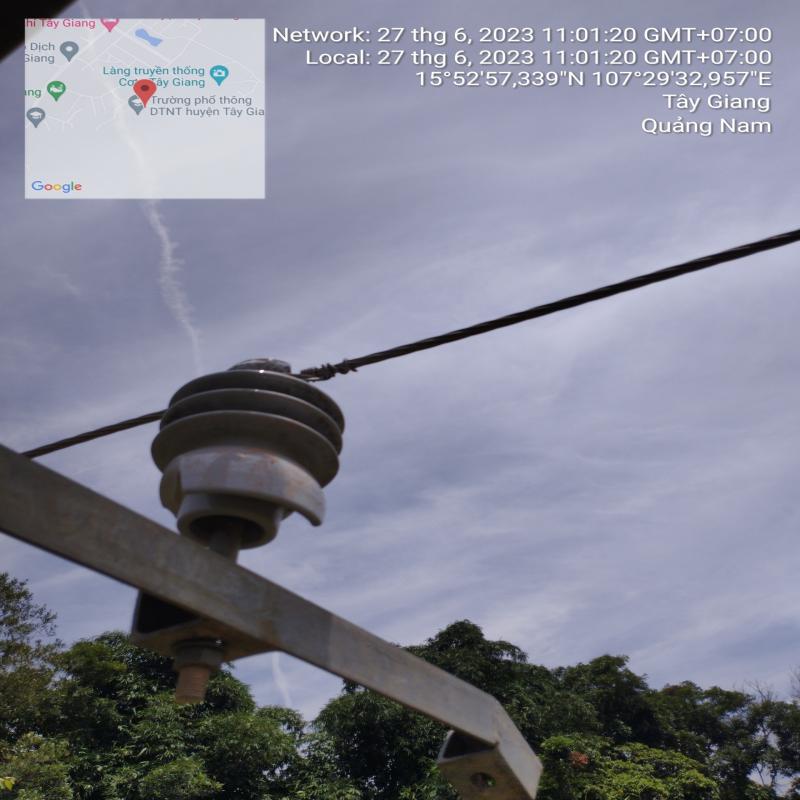 Network: 27 thg 6, 2023 11:01:20 GMT+07:00
Local: 27 thg 6, 2023 11:01:20 GMT+07:00
15°52'57,339"N 107°29'32,957"E
Tây Giang
Quảng Nam
Tây Giang
Dịch
Giang
Làng truyền thống
Tây Giang
ang
Trường phổ thông
DTNT huyện Tây Gia
Google